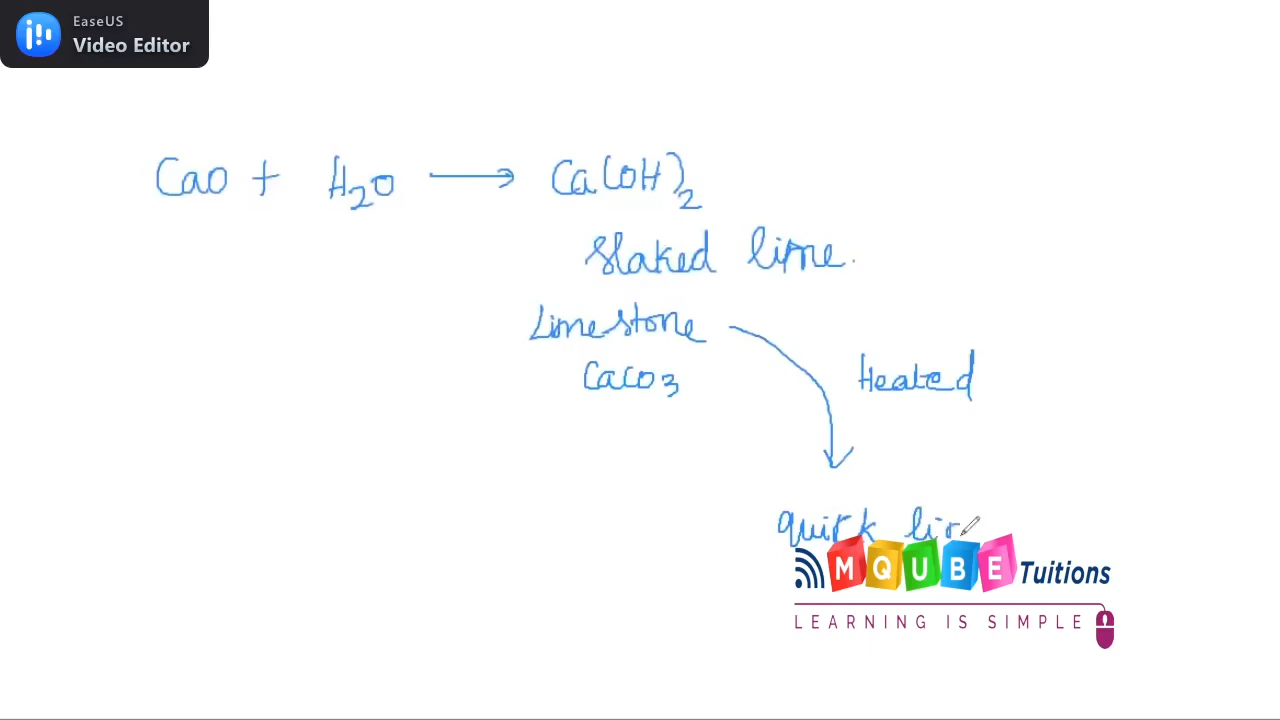 EaseUS
Video Editor
Cao + H2O → Ca(OH)2
Slaked lime.
Limestone
CaCO3
Heated
quick
MQUBE Tuitions
LEARNING IS SIMPLE